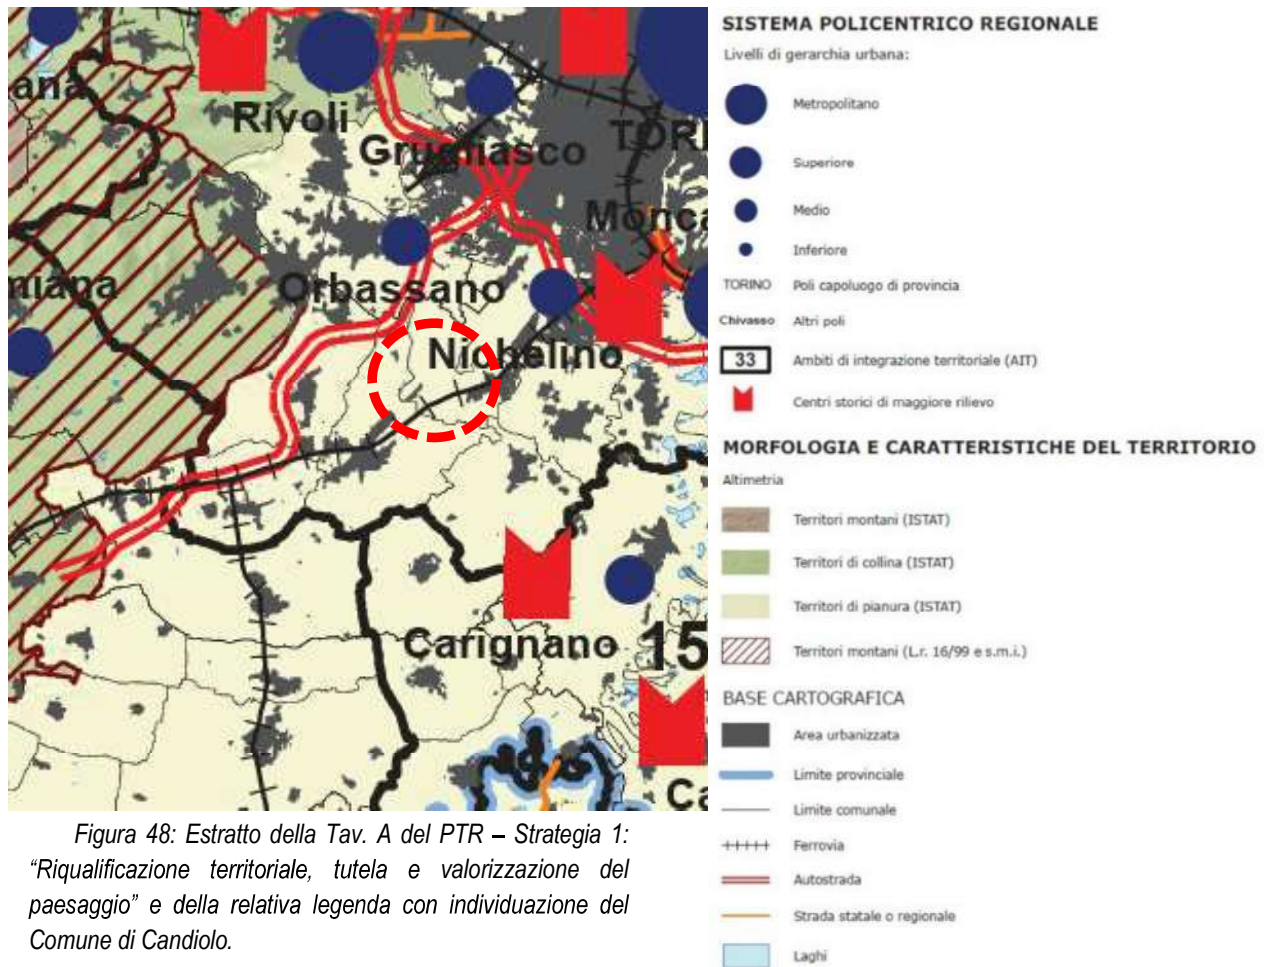 ana
Rivoli
Grugliasco
TORI
Monca
miana
Orbassano
Nichelino
Carignano
15
Ca
Figura 48: Estratto della Tav. A del PTR – Strategia 1:
“Riqualificazione territoriale, tutela e valorizzazione del
paesaggio” e della relativa legenda con individuazione del
Comune di Candiolo.
SISTEMA POLICENTRICO REGIONALE
Livelli di gerarchia urbana:
Metropolitano
Superiore
Medio
Inferiore
TORINO Poli capoluogo di provincia
Chivasso Altri poli
33 Ambiti di integrazione territoriale (AIT)
Centri storici di maggiore rilievo
MORFOLOGIA E CARATTERISTICHE DEL TERRITORIO
Altimetria
Territori montani (ISTAT)
Territori di collina (ISTAT)
Territori di pianura (ISTAT)
Territori montani (L.r. 16/99 e s.m.i.)
BASE CARTOGRAFICA
Area urbanizzata
Limite provinciale
Limite comunale
Ferrovia
Autostrada
Strada statale o regionale
Laghi